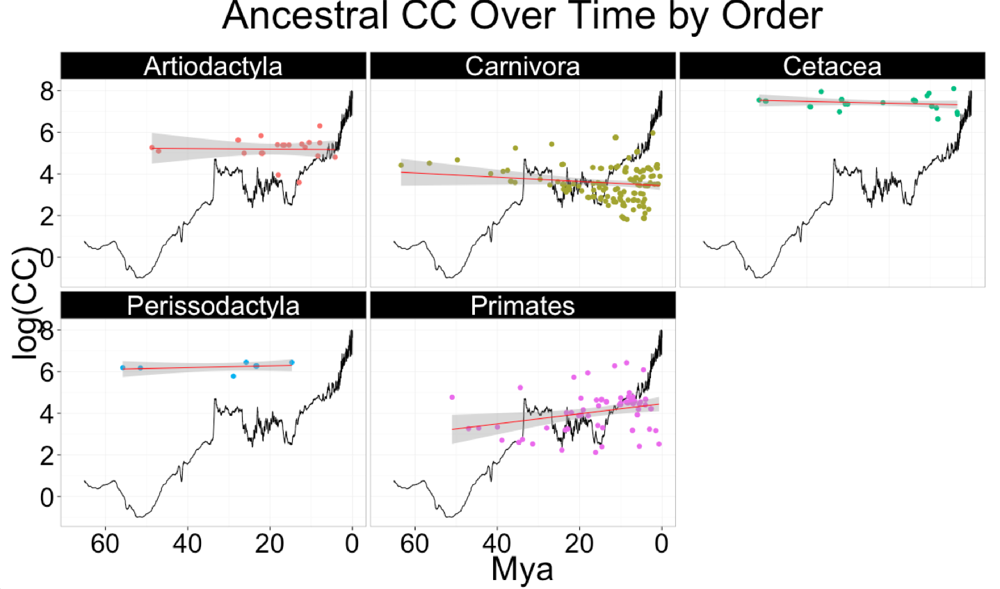 Ancestral CC Over Time by Order
Artiodactyla
Carnivora
Cetacea
8
6
4
2
0
log(CC)
Perissodactyla
Primates
8
6
4
2
0
60 40 20 0
60 40 20 0
Mya